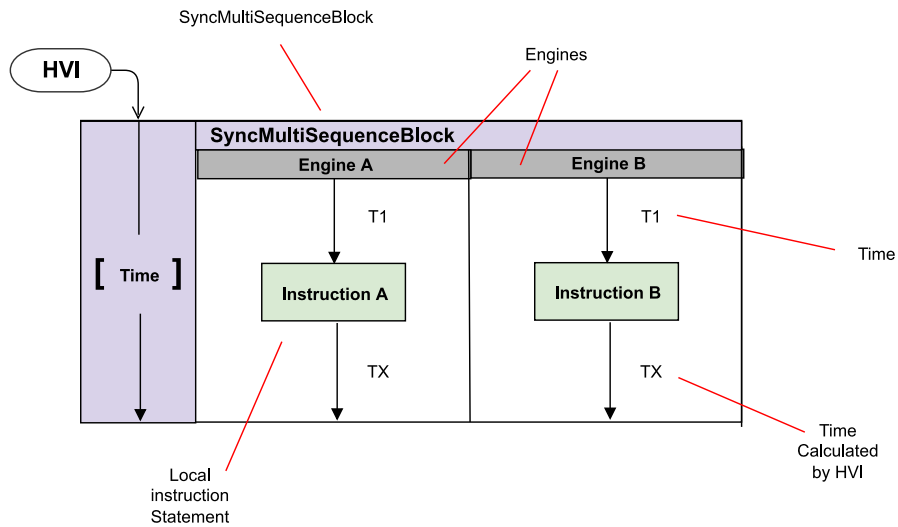 SyncMultiSequenceBlock
HVI
Engines
SyncMultiSequenceBlock
Engine A
Engine B
T1
T1
Time
[ Time ]
Instruction A
Instruction B
TX
TX
Time
Calculated
by HVI
Local
instruction
Statement